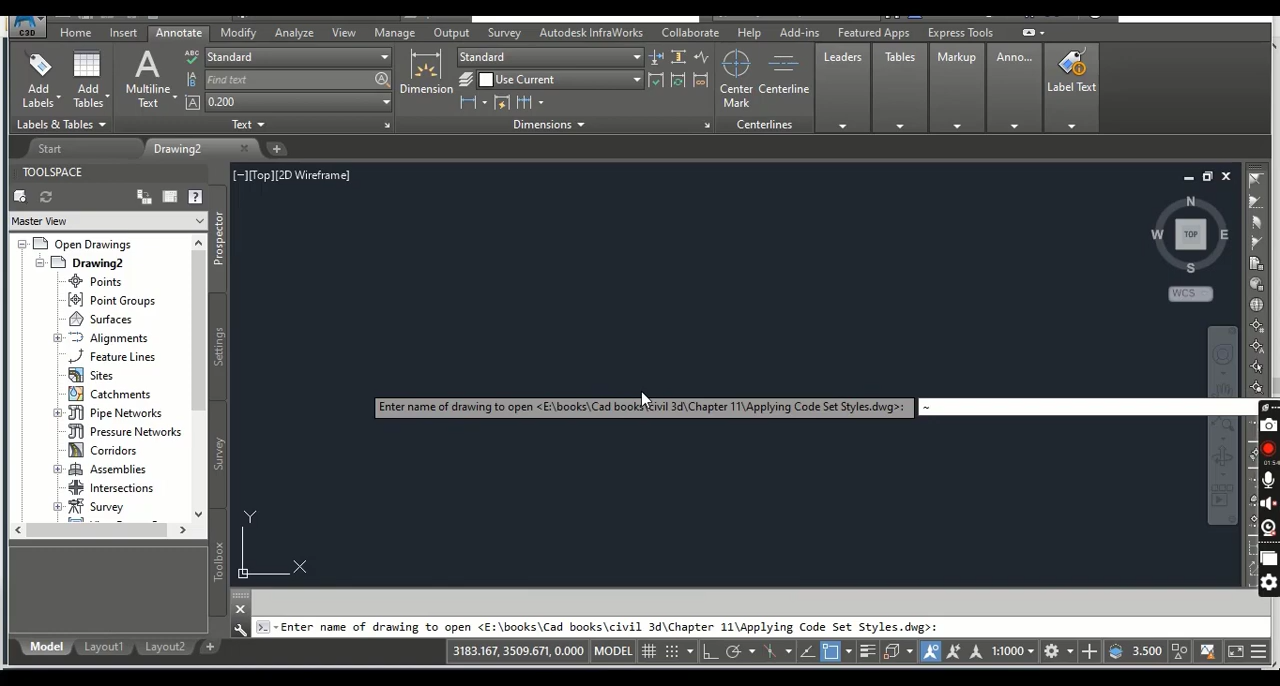 C3D
Home Insert Annotate Modify Analyze View Manage Output Survey Autodesk InfraWorks Collaborate Help Add-ins Featured Apps Express Tools
Add Labels
Add Tables
Labels & Tables
Multiline Text
ABC
Standard
Find text
0.200
Text
Dimension
Standard
Use Current
Dimensions
Center Mark
Centerline
Centerlines
Leaders
Tables
Markup
Anno...
Label Text
Start
Drawing2
TOOLSPACE
Master View
Open Drawings
Drawing2
Points
Point Groups
Surfaces
Alignments
Feature Lines
Sites
Catchments
Pipe Networks
Pressure Networks
Corridors
Assemblies
Intersections
Survey
Prospector
Settings
Survey
Toolbox
[−][Top][2D Wireframe]
N
W TOP E
S
WCS
Enter name of drawing to open <E:\books\Cad books\civil 3d\Chapter 11\Applying Code Set Styles.dwg>: ~
Y
X
Enter name of drawing to open <E:\books\Cad books\civil 3d\Chapter 11\Applying Code Set Styles.dwg>:
Model Layout1 Layout2 +
3183.167, 3509.671, 0.000 MODEL 1:1000 3.500